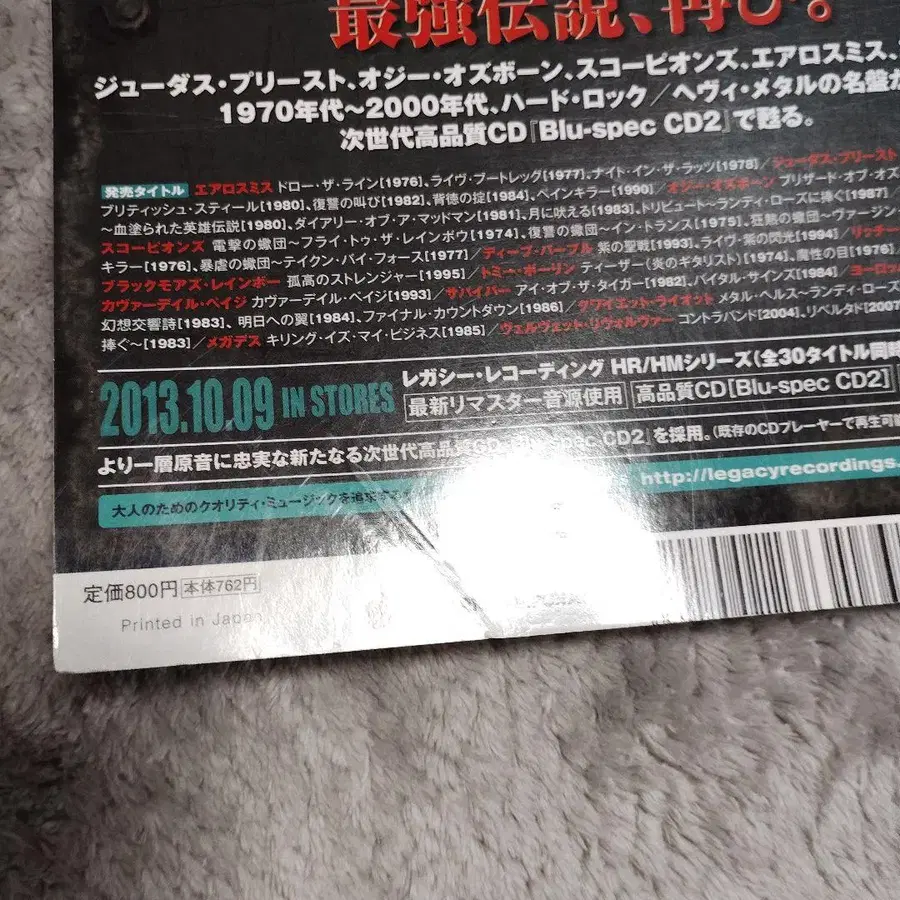 最強伝説、再び。
ジューダス・プリースト、オジー・オズボーン、スコーピオンズ、エアロスミス、
1970年代〜2000年代、ハード・ロック／ヘヴィ・メタルの名盤が
次世代高品質CD『Blu-spec CD2』で甦る。
発売タイトル エアロスミス ドロー・ザ・ライン[1976]、ライヴ・ブートレッグ[1977]、ナイト・イン・ザ・ラッツ[1978]／ジューダス・プリースト
ブリティッシュ・スティール[1980]、復讐の叫び[1982]、背徳の掟[1984]、ペインキラー[1990]／オジー・オズボーン ブリザード・オブ・オズ
〜血塗られた英雄伝説[1980]、ダイアリー・オブ・ア・マッドマン[1981]、月に吠える[1983]、トリビュート〜ランディ・ローズに捧ぐ[1987]／
スコーピオンズ 電撃の蠍団〜フライ・トゥ・ザ・レインボウ[1974]、復讐の蠍団〜イン・トランス[1975]、狂熱の蠍団〜ヴァージン・
キラー[1976]、暴虐の蠍団〜テイクン・バイ・フォース[1977]／ディープ・パープル 紫の聖戦[1993]、ライヴ・紫の閃光[1994]／リッチー・
ブラックモアズ・レインボー 孤高のストレンジャー[1995]／トミー・ボーリン ティーザー(炎のギタリスト)[1974]、魔性の目[1976]
カヴァーデイル・ペイジ カヴァーデイル・ペイジ[1993]／サバイバー アイ・オブ・ザ・タイガー[1982]、バイタル・サインズ[1984]／ヨーロッ
幻想交響詩[1983]、明日への翼[1984]、ファイナル・カウントダウン[1986]／クワイエット・ライオット メタル・ヘルス〜ランディ・ローズ
捧ぐ〜[1983]／メガデス キリング・イズ・マイ・ビジネス[1985]／ヴェルヴェット・リヴォルヴァー コントラバンド[2004]、リベルタド[2007
2013.10.09 IN STORES
レガシー・レコーディング HR/HMシリーズ(全30タイトル同時
最新リマスター音源使用 高品質CD[Blu-spec CD2]
より一層原音に忠実な新たなる次世代高品質CD Blu-spec CD2』を採用。(既存のCDプレーヤーで再生可能
大人のためのクオリティ・ミュージックを追求する
http://legacyrecordings.
定価800円 本体762円
Printed in Japan